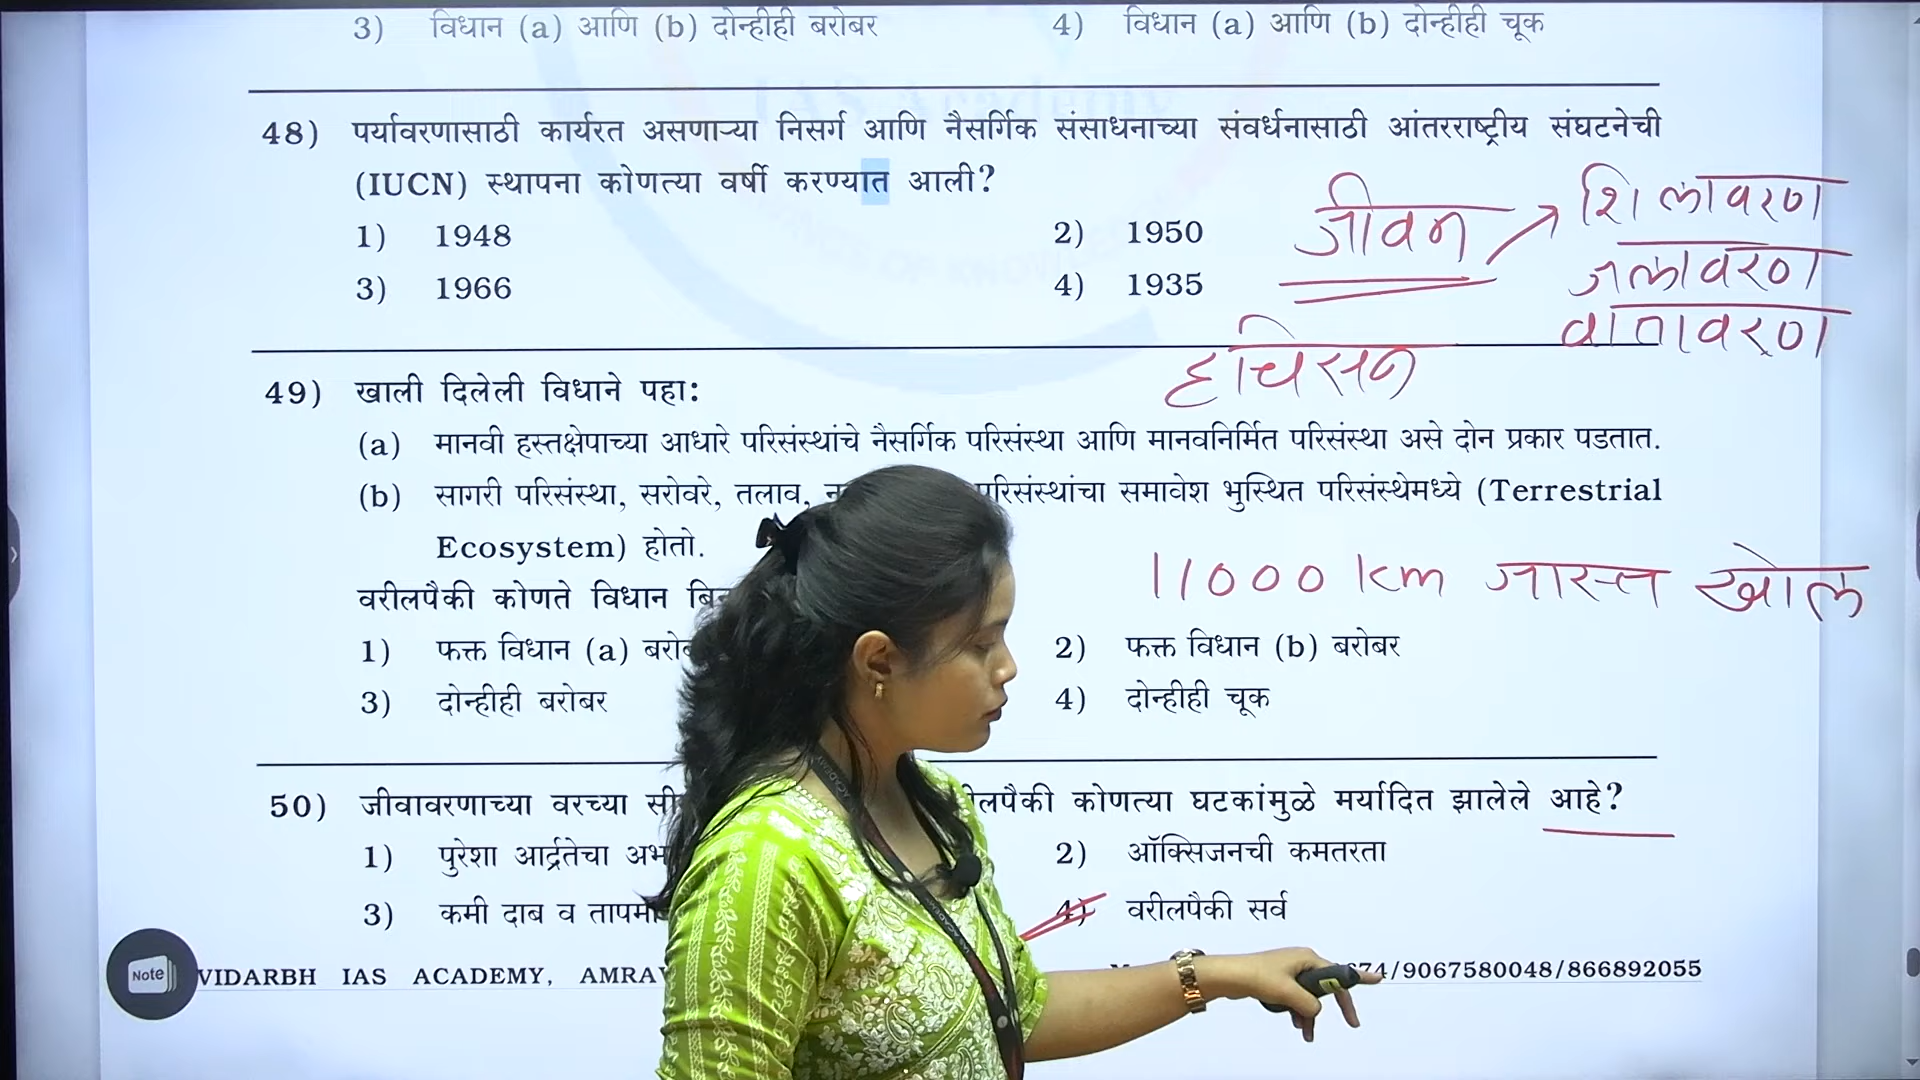 3) विधान (a) आणि (b) दोन्हीही बरोबर 4) विधान (a) आणि (b) दोन्हीही चूक
48) पर्यावरणासाठी कार्यरत असणाऱ्या निसर्ग आणि नैसर्गिक संसाधनाच्या संवर्धनासाठी आंतरराष्ट्रीय संघटनेची
(IUCN) स्थापना कोणत्या वर्षी करण्यात आली?
1) 1948 2) 1950
3) 1966 4) 1935
जीवन → शिलावरण
जलावरण
वातावरण
हचिसन
49) खाली दिलेली विधाने पहा:
(a) मानवी हस्तक्षेपाच्या आधारे परिसंस्थांचे नैसर्गिक परिसंस्था आणि मानवनिर्मित परिसंस्था असे दोन प्रकार पडतात.
(b) सागरी परिसंस्था, सरोवरे, तलाव, परिसंस्थांचा समावेश भुस्थित परिसंस्थेमध्ये (Terrestrial
Ecosystem) होतो.
11000 km जास्त खोल
वरीलपैकी कोणते विधान
1) फक्त विधान (a) 2) फक्त विधान (b) बरोबर
3) दोन्हीही बरोबर 4) दोन्हीही चूक
50) जीवावरणाच्या वरच्या कोणत्या घटकांमुळे मर्यादित झालेले आहे?
1) पुरेशा आर्द्रतेचा 2) ऑक्सिजनची कमतरता
3) कमी दाब व 4) वरीलपैकी सर्व
Note
VIDARBH IAS ACADEMY, 74/9067580048/866892055